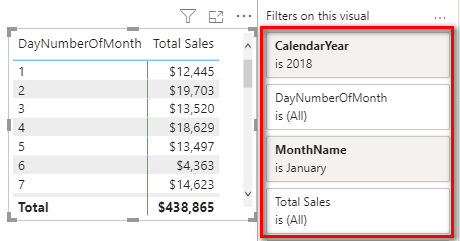 Filters on this visual ...
DayNumberOfMonth Total Sales
1 $12,445
2 $19,703
3 $13,520
4 $18,629
5 $13,497
6 $4,363
7 $14,623
Total $438,865
CalendarYear
is 2018
DayNumberOfMonth
is (All)
MonthName
is January
Total Sales
is (All)